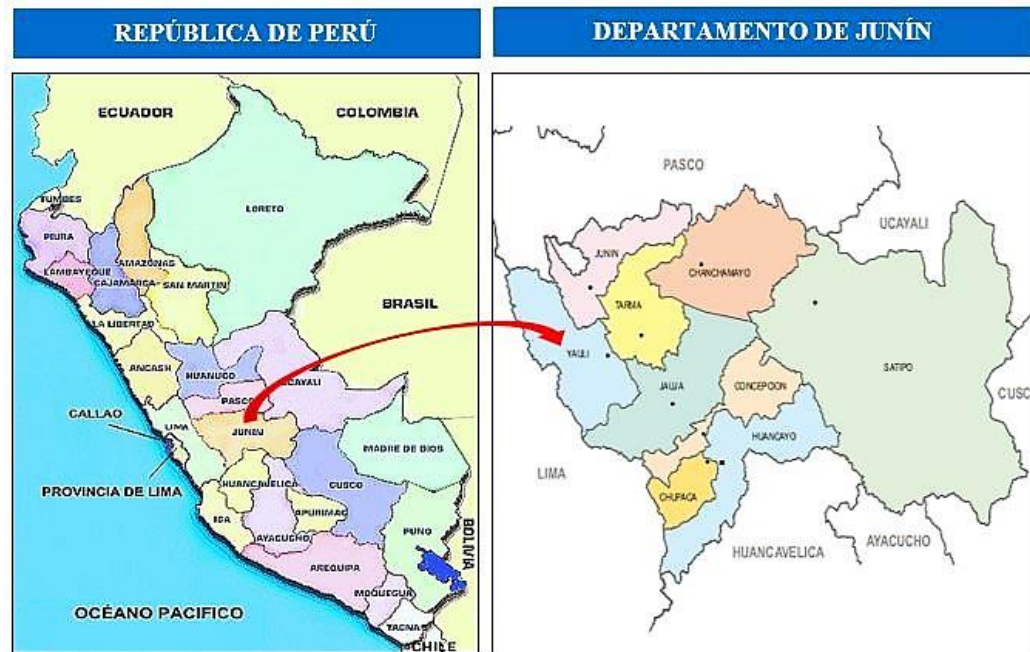 REPÚBLICA DE PERÚ
DEPARTAMENTO DE JUNÍN
ECUADOR
COLOMBIA
TUMBES
PIURA
LORETO
LAMBAYEQUE
AMAZONAS
CAJAMARCA
SAN MARTIN
BRASIL
LA LIBERTAD
ANCASH
HUANUCO
UCAYALI
PASCO
CALLAO
LIMA
JUNIN
MADRE DE DIOS
PROVINCIA DE LIMA
HUANCAVELICA
CUSCO
ICA
APURIMAC
AYACUCHO
PUNO
BOLIVIA
AREQUIPA
MOQUEGUA
OCÉANO PACIFICO
TACNA
CHILE
PASCO
UCAYALI
JUNIN
CHANCHAMAYO
TARMA
YAULI
SATIPO
JAUJA
CONCEPCION
CUSCO
HUANCAYO
LIMA
CHUPACA
AYACUCHO
HUANCAVELICA